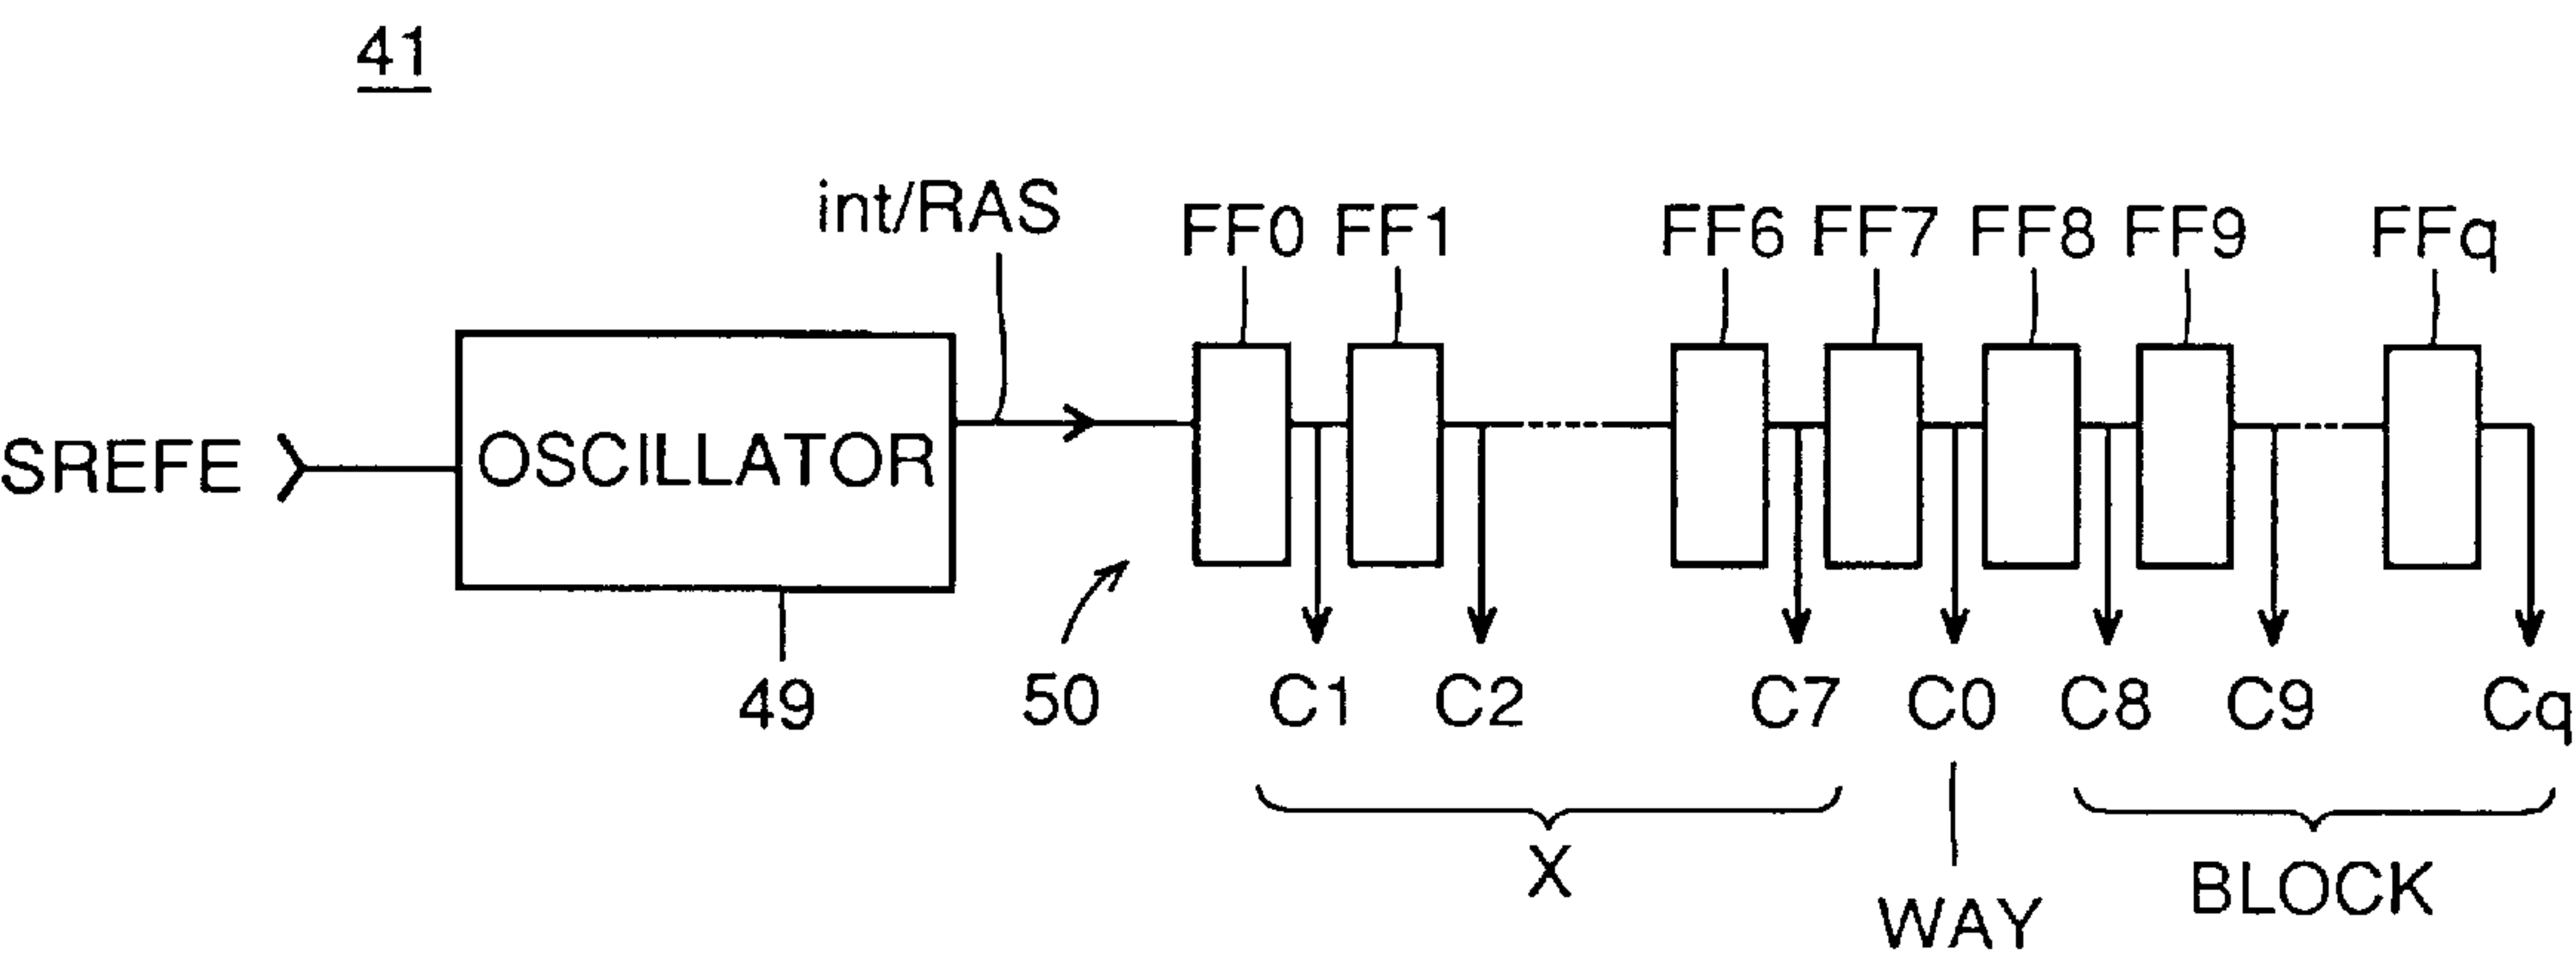 41
int/RAS
FF0 FF1 FF6 FF7 FF8 FF9 FFq
SREFE
OSCILLATOR
49 50 C1 C2 C7 C0 C8 C9 Cq
X
WAY
BLOCK